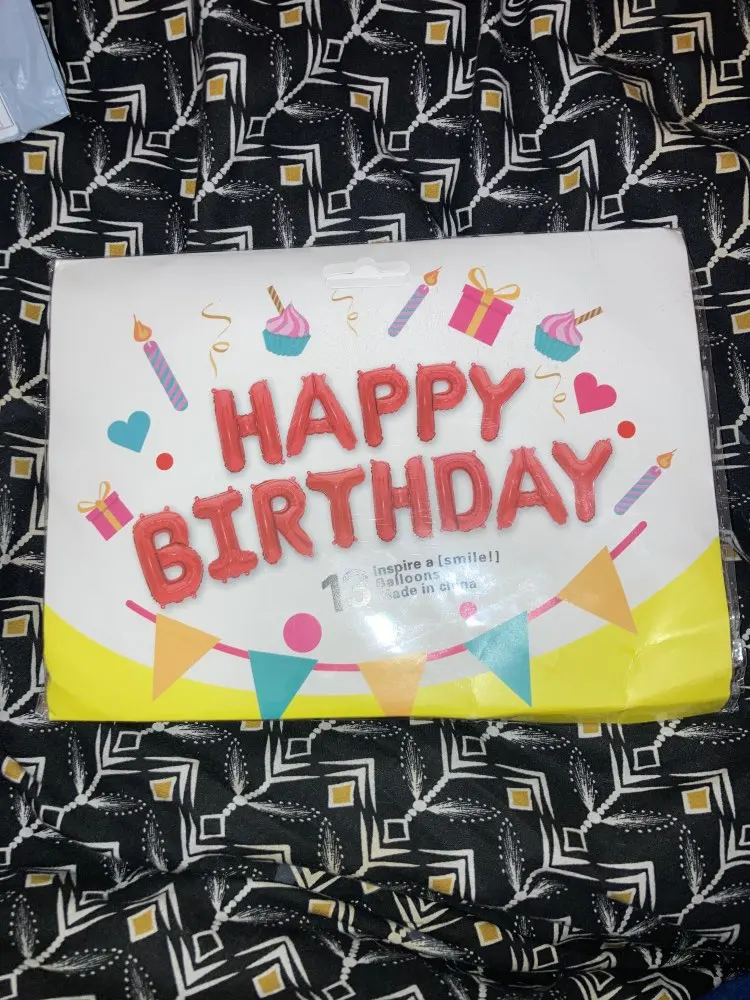 HAPPY
BIRTHDAY
13 Inspire a [smile!]
Balloons
Made in china